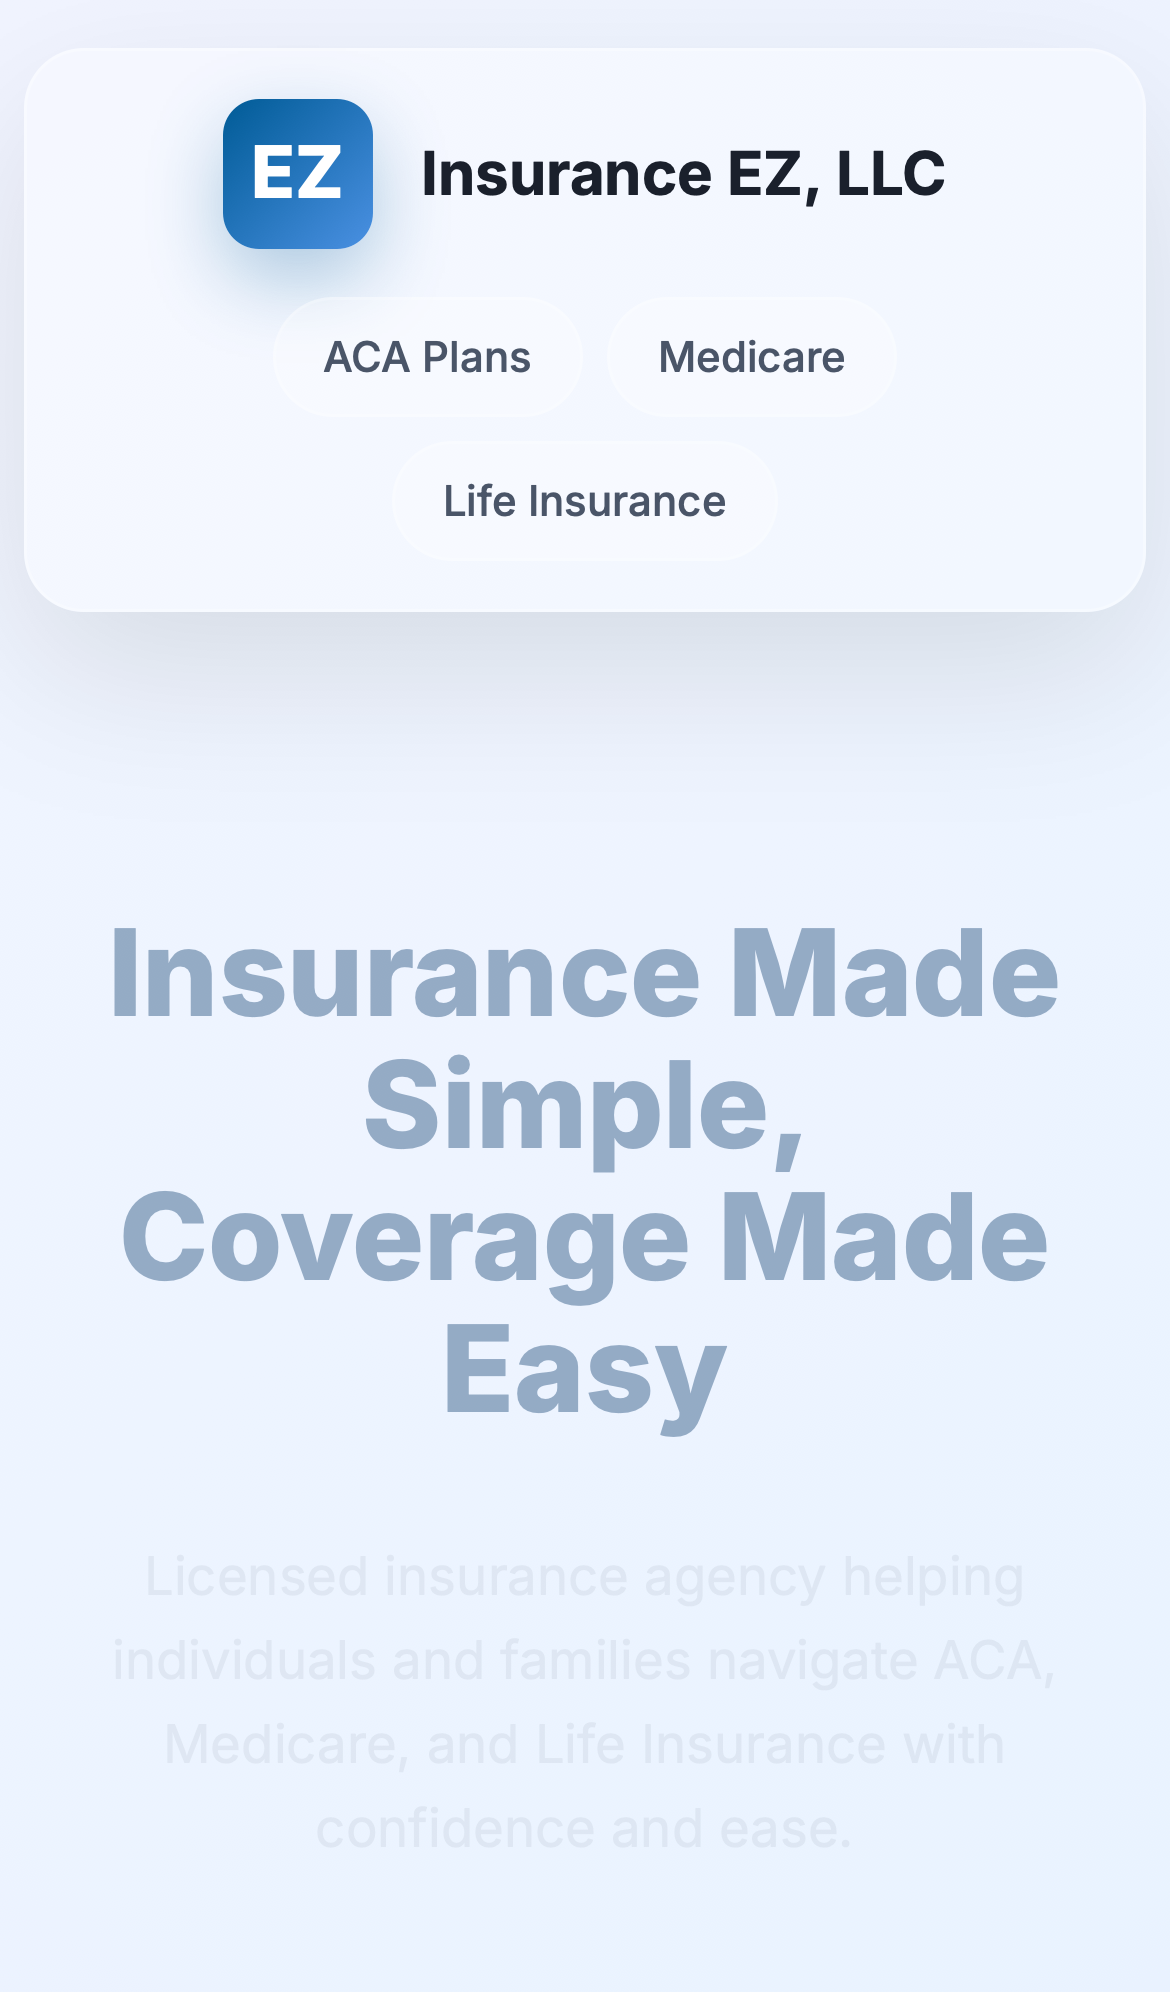 EZ
Insurance EZ, LLC
ACA Plans
Medicare
Life Insurance
Insurance Made
Simple,
Coverage Made
Easy
Licensed insurance agency helping
individuals and families navigate ACA,
Medicare, and Life Insurance with
confidence and ease.